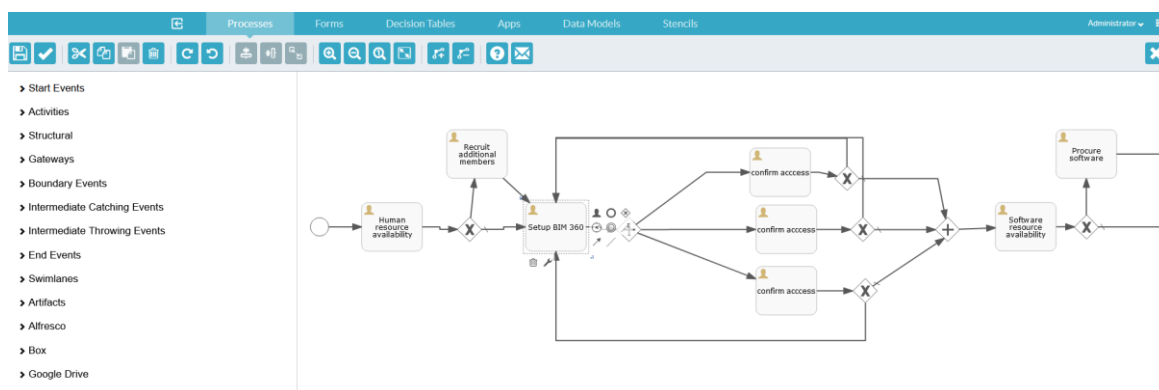 Processes Forms Decision Tables Apps Data Models Stencils Administrator
Start Events
Activities
Structural
Gateways
Boundary Events
Intermediate Catching Events
Intermediate Throwing Events
End Events
Swimlanes
Artifacts
Alfresco
Box
Google Drive
Human
resource
availability
Recruit
additional
members
Setup BIM 360
confirm acccess
confirm acccess
confirm acccess
Software
resource
availability
Procure
software